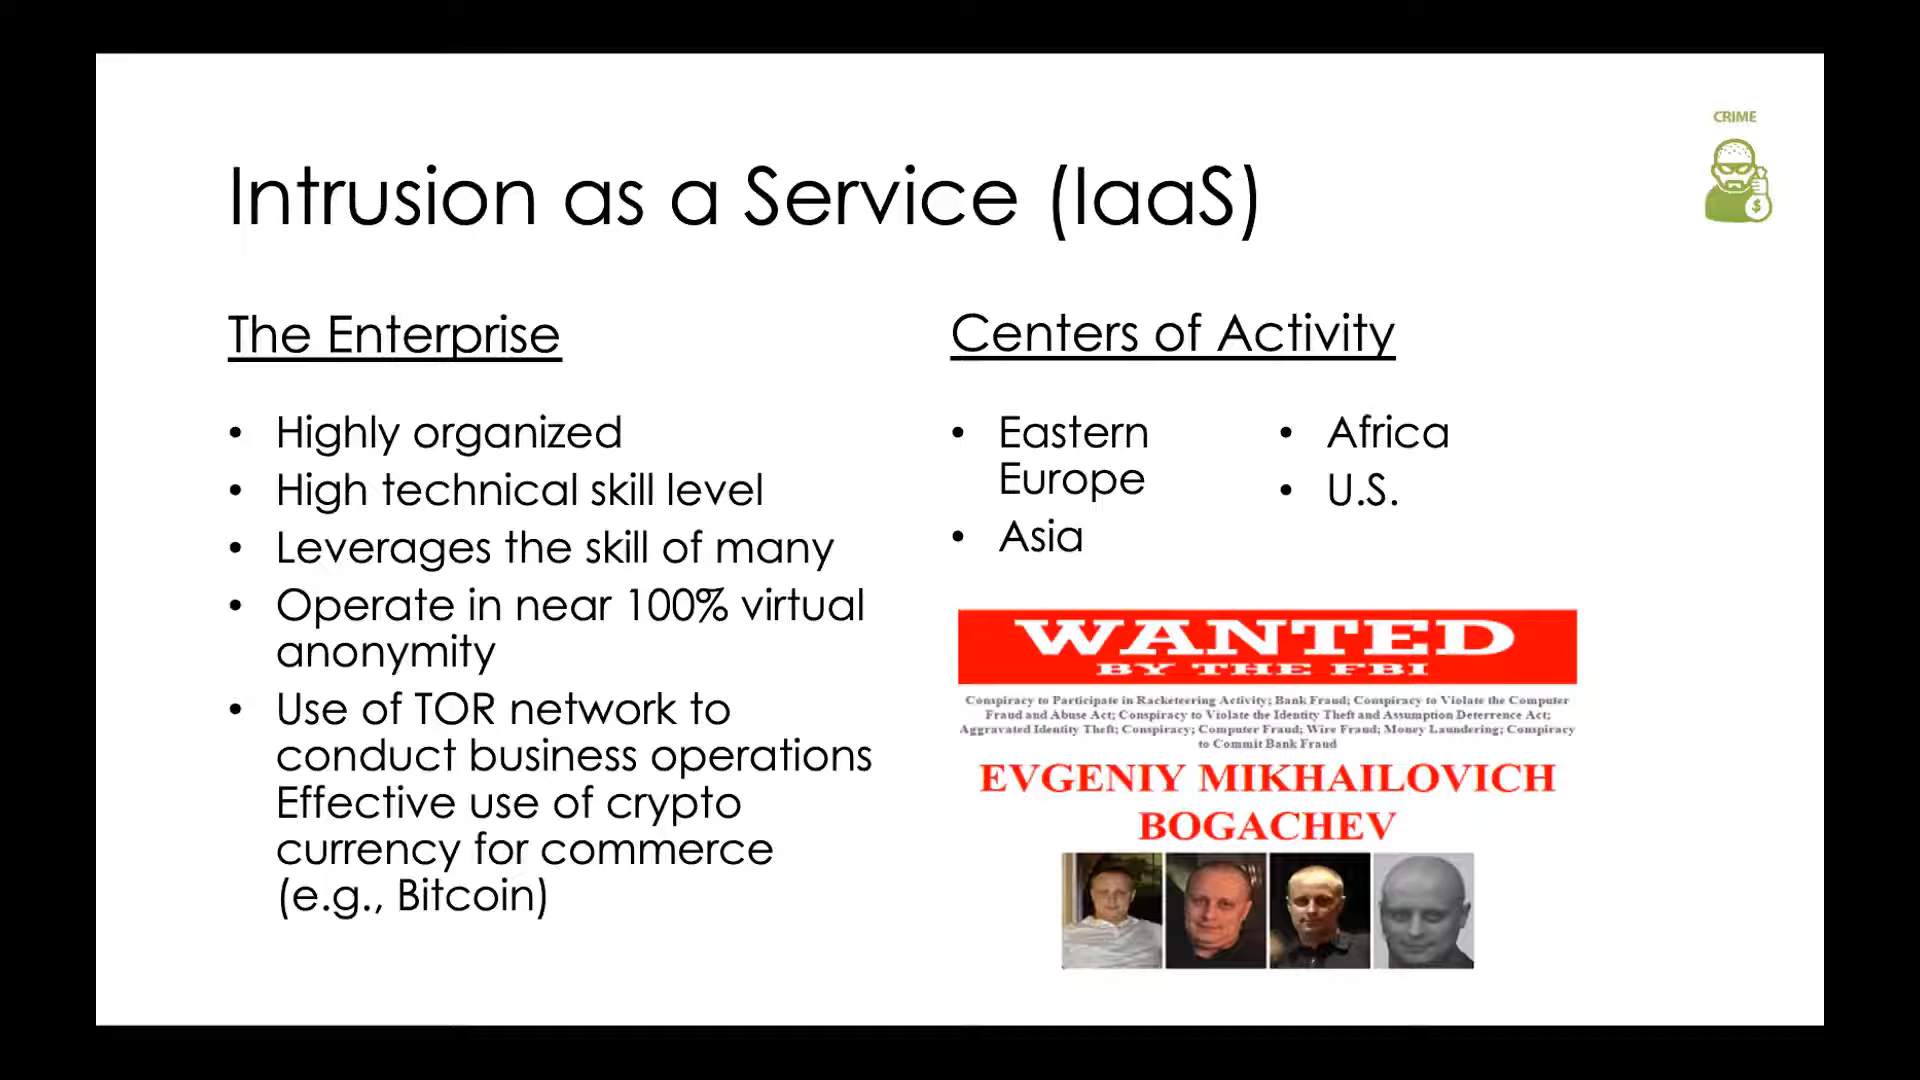 CRIME
Intrusion as a Service (IaaS)
The Enterprise
• Highly organized
• High technical skill level
• Leverages the skill of many
• Operate in near 100% virtual
anonymity
• Use of TOR network to
conduct business operations
Effective use of crypto
currency for commerce
(e.g., Bitcoin)
Centers of Activity
• Eastern
Europe
• Asia
• Africa
• U.S.
WANTED
BY THE FBI
Conspiracy to Participate in Racketeering Activity; Bank Fraud; Conspiracy to Violate the Computer
Fraud and Abuse Act; Conspiracy to Violate the Identity Theft and Assumption Deterrence Act;
Aggravated Identity Theft; Conspiracy; Computer Fraud; Wire Fraud; Money Laundering; Conspiracy
to Commit Bank Fraud
EVGENIY MIKHAILOVICH
BOGACHEV